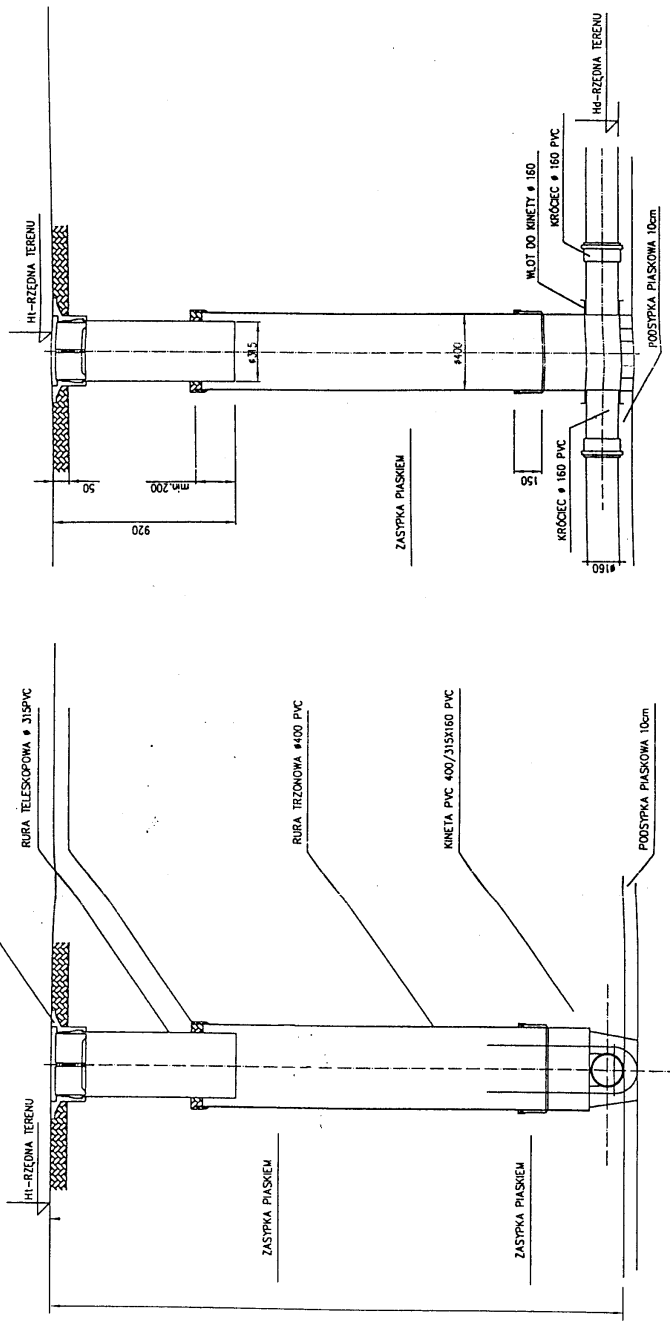 Ht-RZĘDNA TERENU
RURA TELESKOPOWA ø 315PVC
RURA TRZONOWA ø400 PVC
KINETA PVC 400/315X160 PVC
PODSYPKA PIASKOWA 10cm
ZASYPKA PIASKIEM
ZASYPKA PIASKIEM
Ht-RZĘDNA TERENU
50
min.200
920
ø315
ø400
150
ZASYPKA PIASKIEM
WLOT DO KINETY ø 160
KRÓCIEC ø 160 PVC
Hd-RZĘDNA TERENU
KRÓCIEC ø 160 PVC
ø160
PODSYPKA PIASKOWA 10cm